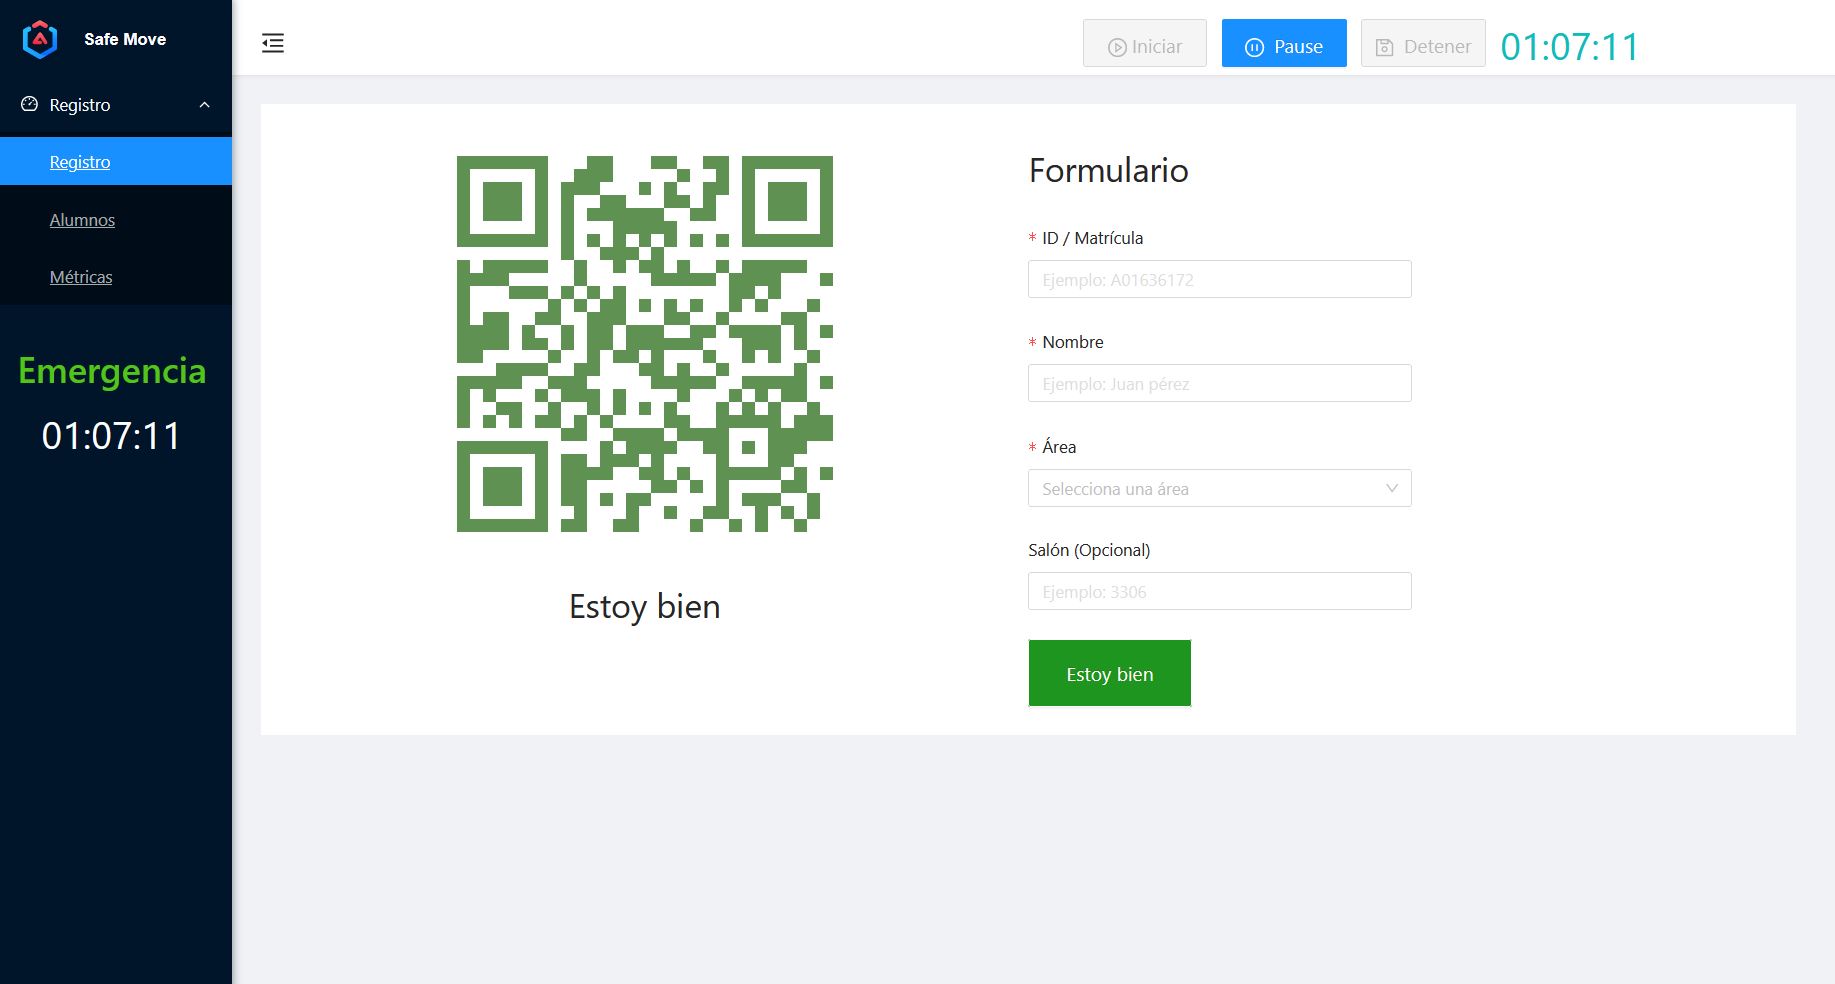 Safe Move
Registro
Registro
Alumnos
Métricas
Emergencia
01:07:11
Iniciar
Pause
Detener
01:07:11
Estoy bien
Formulario
* ID / Matrícula
Ejemplo: A01636172
* Nombre
Ejemplo: Juan pérez
* Área
Selecciona una área
Salón (Opcional)
Ejemplo: 3306
Estoy bien